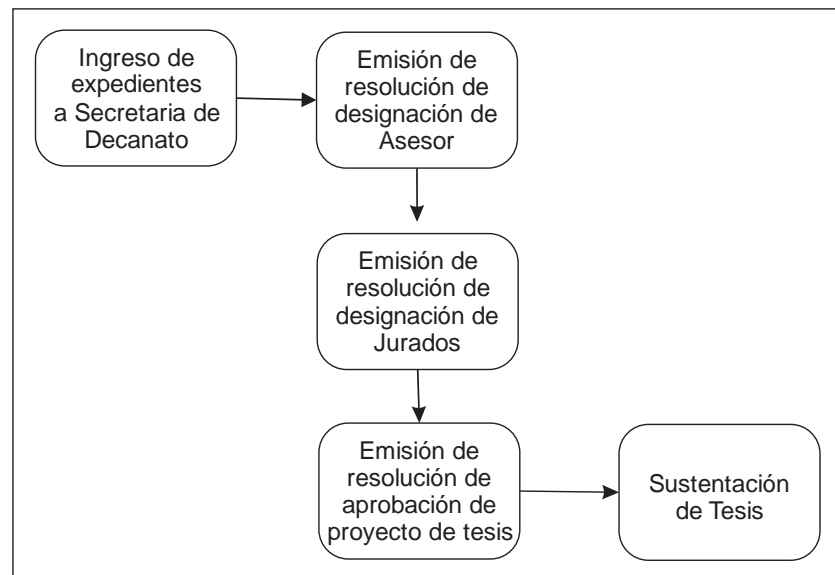 Ingreso de
expedientes
a Secretaria de
Decanato
Emisión de
resolución de
designación de
Asesor
Emisión de
resolución de
designación de
Jurados
Emisión de
resolución de
aprobación de
proyecto de tesis
Sustentación
de Tesis